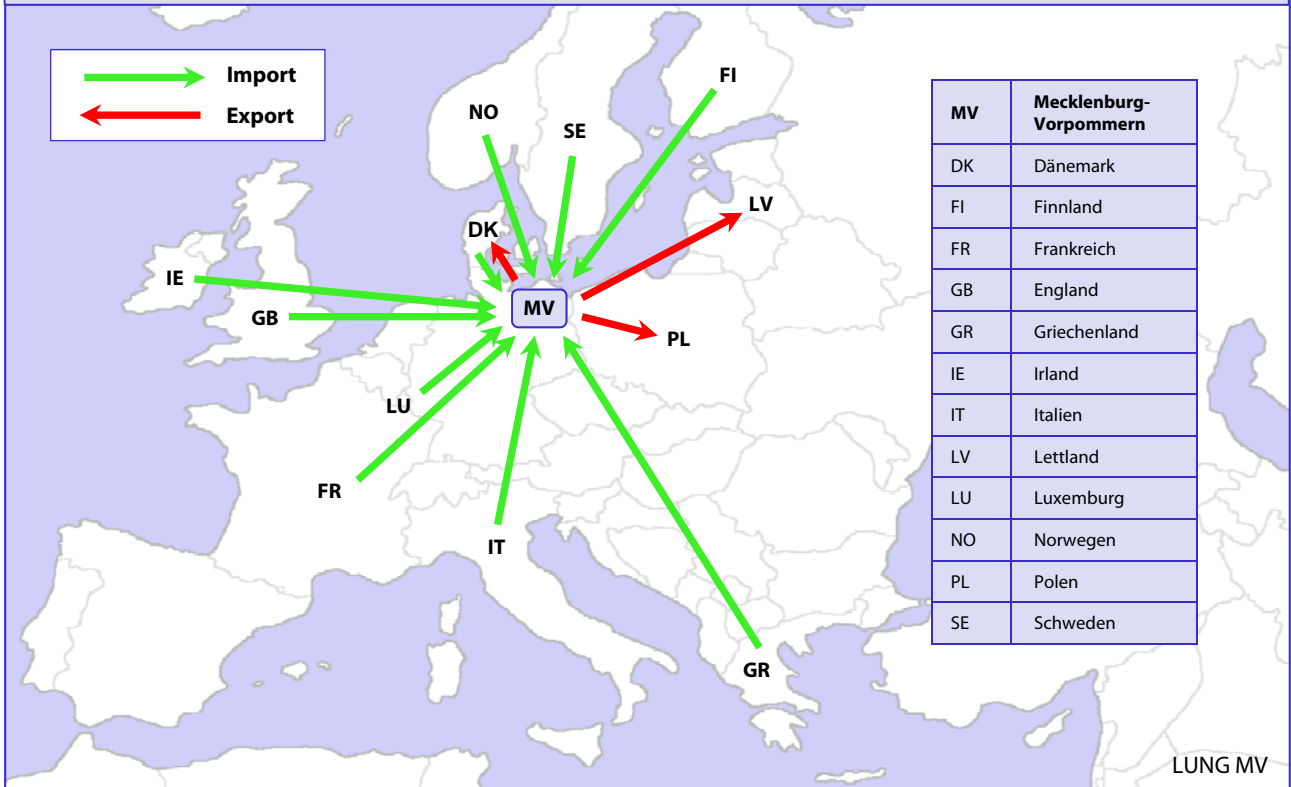 Import
Export
FI
NO
SE
LV
DK
IE
MV
GB
PL
LU
FR
IT
GR
MV Mecklenburg-
Vorpommern
DK Dänemark
FI Finnland
FR Frankreich
GB England
GR Griechenland
IE Irland
IT Italien
LV Lettland
LU Luxemburg
NO Norwegen
PL Polen
SE Schweden
LUNG MV